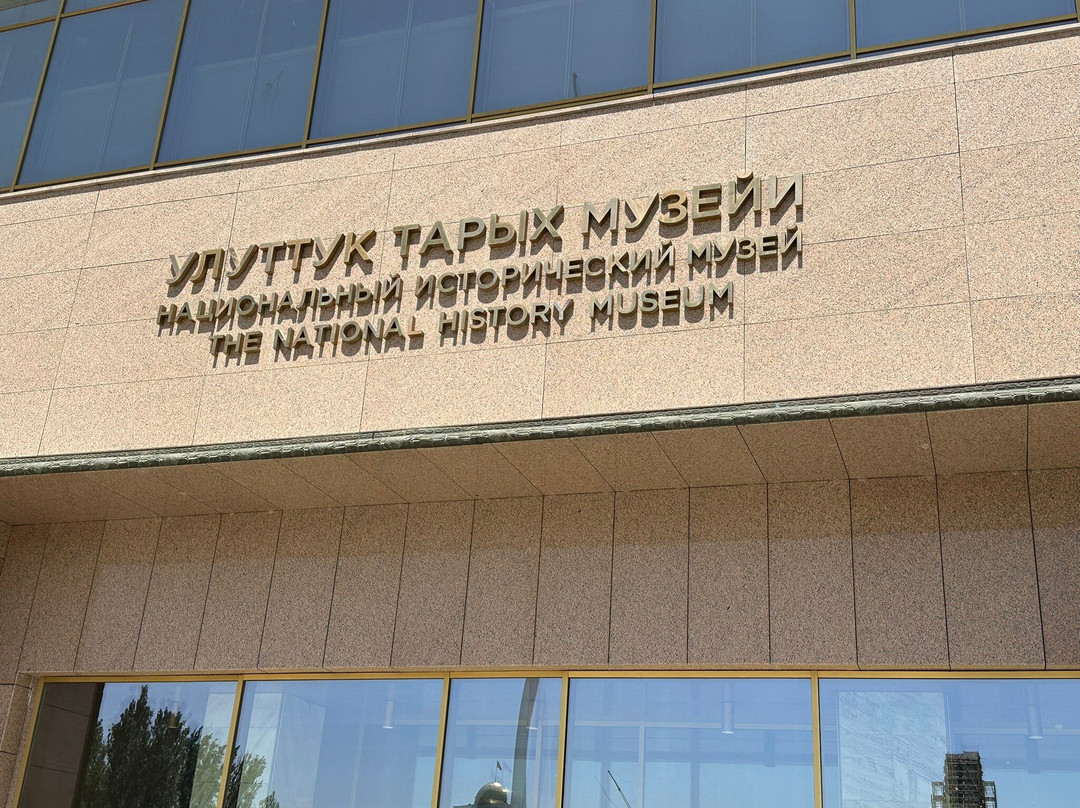 УЛУТТУК ТАРЫХ МУЗЕЙИ
НАЦИОНАЛЬНЫЙ ИСТОРИЧЕСКИЙ МУЗЕЙ
THE NATIONAL HISTORY MUSEUM